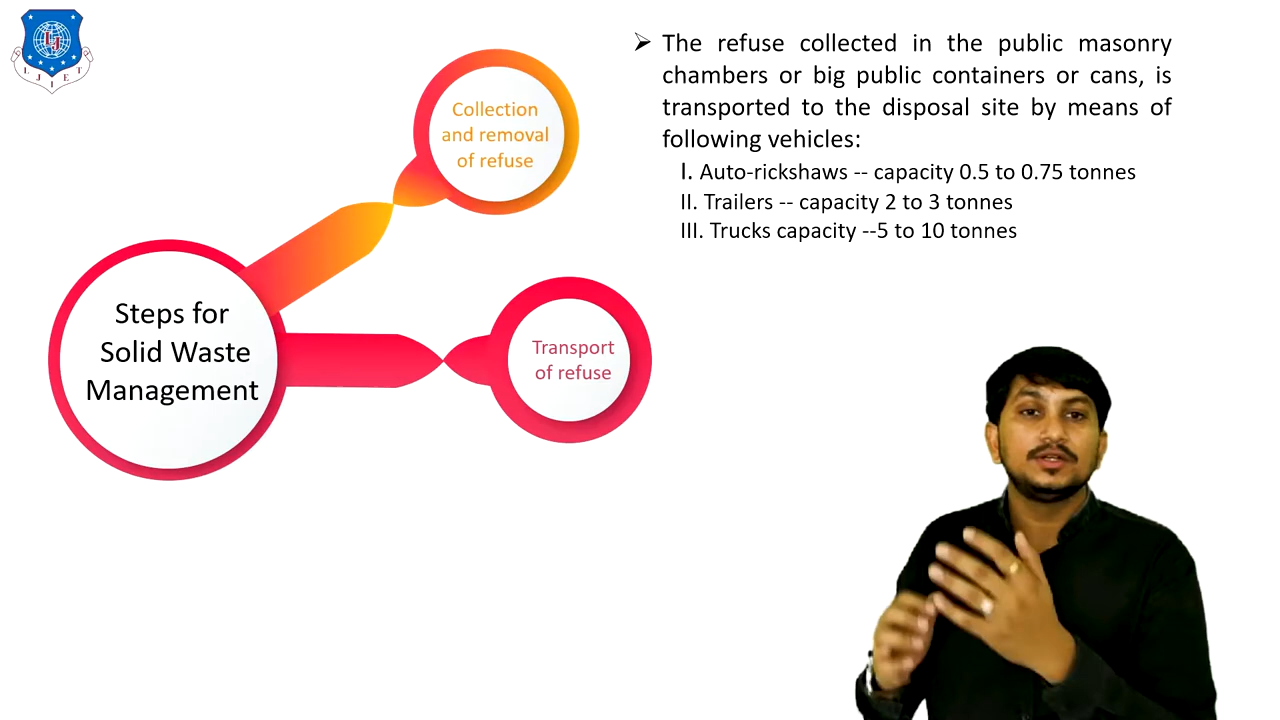 L J I E T
Collection
and removal
of refuse
Steps for
Solid Waste
Management
Transport
of refuse
➢ The refuse collected in the public masonry
chambers or big public containers or cans, is
transported to the disposal site by means of
following vehicles:
I. Auto-rickshaws -- capacity 0.5 to 0.75 tonnes
II. Trailers -- capacity 2 to 3 tonnes
III. Trucks capacity --5 to 10 tonnes